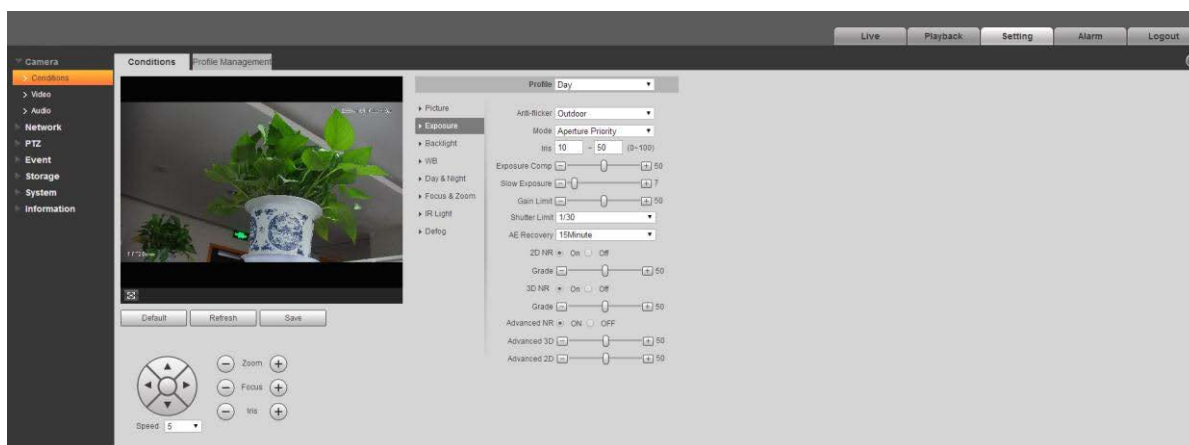 Live Playback Setting Alarm Logout
Camera
Conditions
Video
Audio
Network
PTZ
Event
Storage
System
Information
Conditions Profile Management
Default Refresh Save
Zoom
Focus
Iris
Speed 5
Profile Day
Picture
Exposure
Backlight
WB
Day & Night
Focus & Zoom
IR Light
Defog
Anti-flicker Outdoor
Mode Aperture Priority
Iris 10 - 50 (0~100)
Exposure Comp 50
Slow Exposure 7
Gain Limit 50
Shutter Limit 1/30
AE Recovery 15Minute
2D NR On Off
Grade 50
3D NR On Off
Grade 50
Advanced NR ON OFF
Advanced 3D 50
Advanced 2D 50